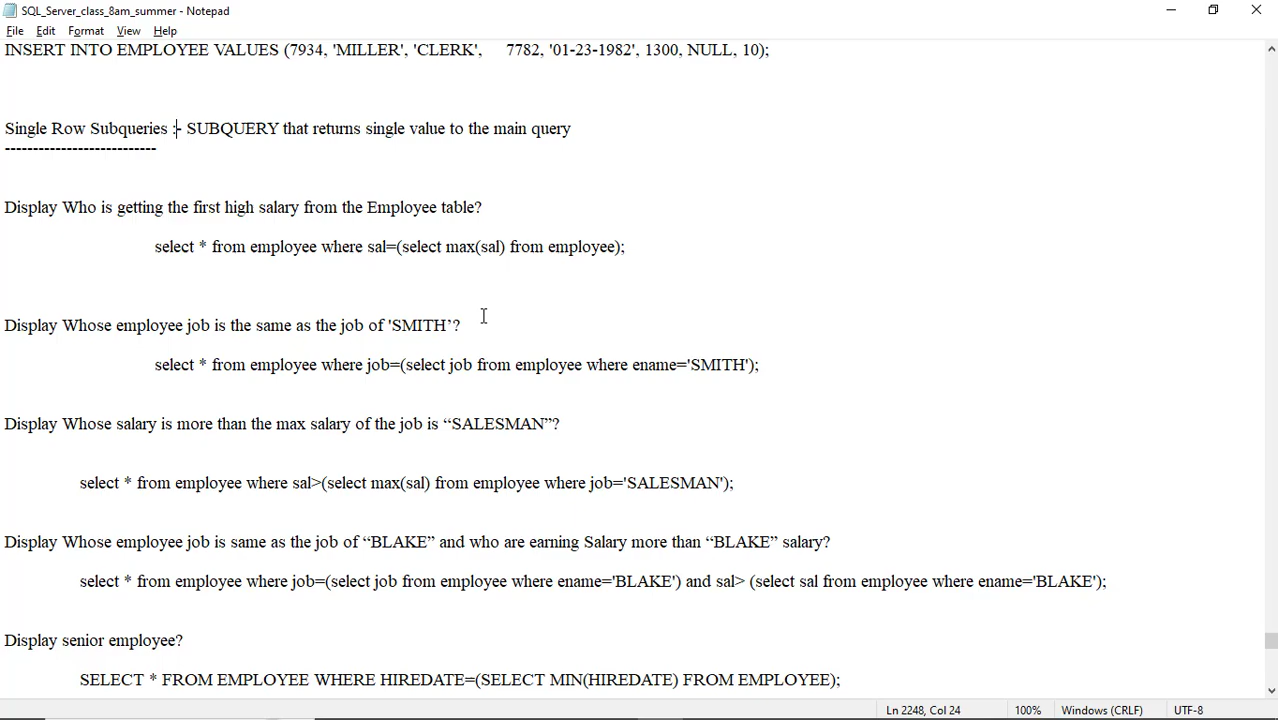 SQL_Server_class_8am_summer - Notepad
File Edit Format View Help
INSERT INTO EMPLOYEE VALUES (7934, 'MILLER', 'CLERK', 7782, '01-23-1982', 1300, NULL, 10);
Single Row Subqueries :- SUBQUERY that returns single value to the main query
---------------------------
Display Who is getting the first high salary from the Employee table?
select * from employee where sal=(select max(sal) from employee);
Display Whose employee job is the same as the job of 'SMITH’?
select * from employee where job=(select job from employee where ename='SMITH');
Display Whose salary is more than the max salary of the job is “SALESMAN”?
select * from employee where sal>(select max(sal) from employee where job='SALESMAN');
Display Whose employee job is same as the job of “BLAKE” and who are earning Salary more than “BLAKE” salary?
select * from employee where job=(select job from employee where ename='BLAKE') and sal> (select sal from employee where ename='BLAKE');
Display senior employee?
SELECT * FROM EMPLOYEE WHERE HIREDATE=(SELECT MIN(HIREDATE) FROM EMPLOYEE);
Ln 2248, Col 24 100% Windows (CRLF) UTF-8